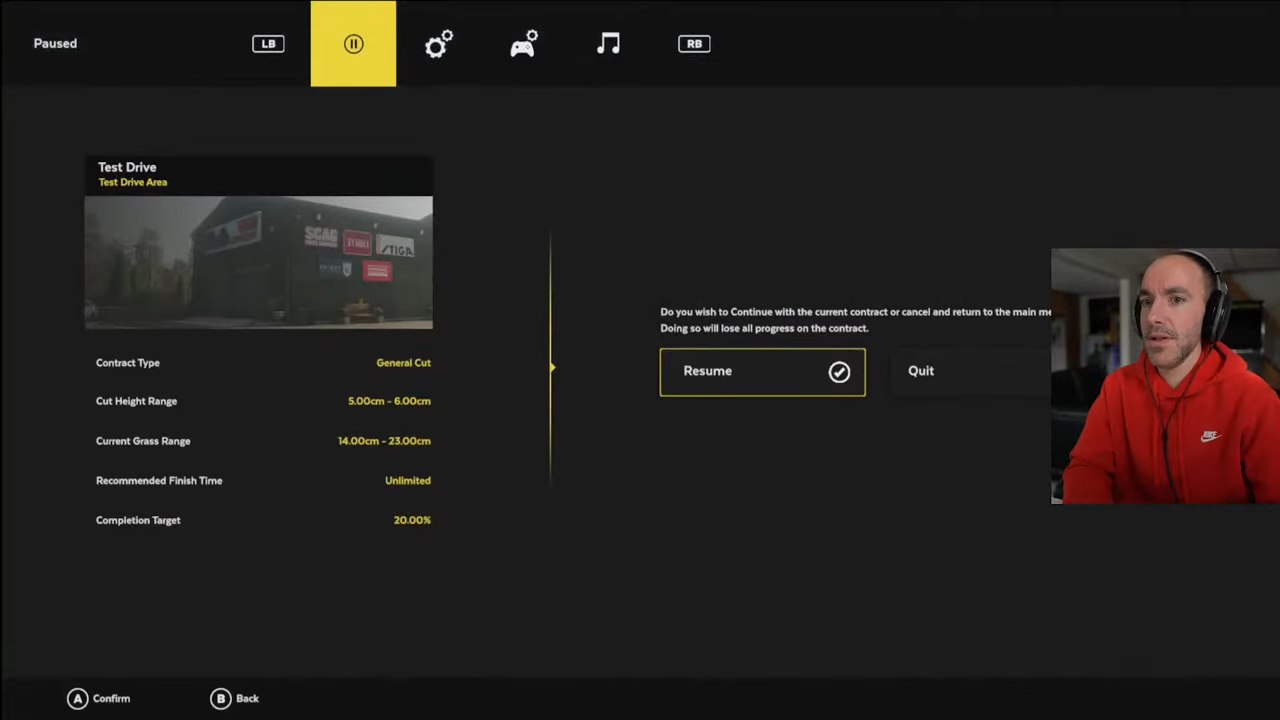 Paused
LB
RB
Test Drive
Test Drive Area
SCAG
TORO
STIGA
Contract Type
General Cut
Cut Height Range
5.00cm - 6.00cm
Current Grass Range
14.00cm - 23.00cm
Recommended Finish Time
Unlimited
Completion Target
20.00%
Do you wish to Continue with the current contract or cancel and return to the main me
Doing so will lose all progress on the contract.
Resume
Quit
NIKE
A Confirm
B Back